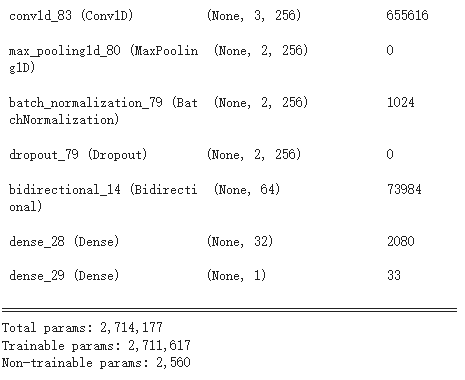 conv1d_83 (Conv1D) (None, 3, 256) 655616
max_pooling1d_80 (MaxPoolin (None, 2, 256) 0
g1D)
batch_normalization_79 (Bat (None, 2, 256) 1024
chNormalization)
dropout_79 (Dropout) (None, 2, 256) 0
bidirectional_14 (Bidirecti (None, 64) 73984
onal)
dense_28 (Dense) (None, 32) 2080
dense_29 (Dense) (None, 1) 33
Total params: 2,714,177
Trainable params: 2,711,617
Non-trainable params: 2,560